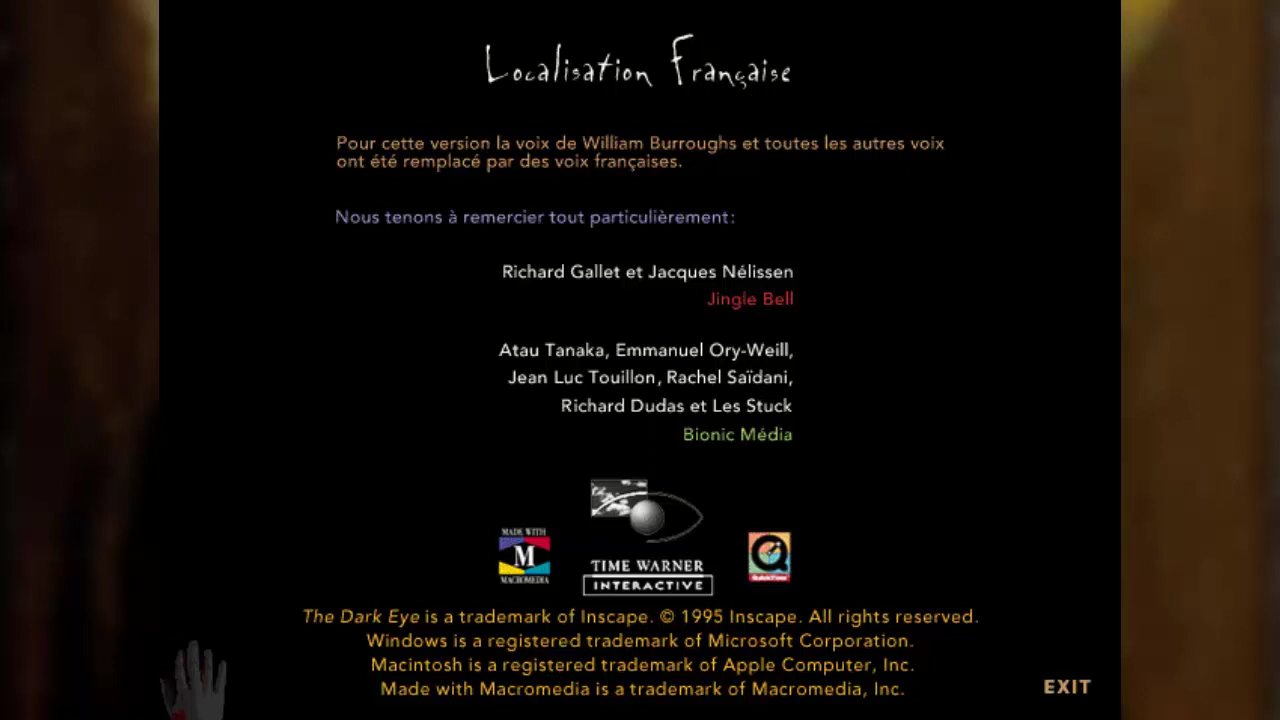 Localisation Française
Pour cette version la voix de William Burroughs et toutes les autres voix
ont été remplacé par des voix françaises.
Nous tenons à remercier tout particulièrement:
Richard Gallet et Jacques Nélissen
Jingle Bell
Atau Tanaka, Emmanuel Ory-Weill,
Jean Luc Touillon, Rachel Saïdani,
Richard Dudas et Les Stuck
Bionic Média
MADE WITH
M
MACROMEDIA
TIME WARNER
INTERACTIVE
QuickTime
The Dark Eye is a trademark of Inscape. © 1995 Inscape. All rights reserved.
Windows is a registered trademark of Microsoft Corporation.
Macintosh is a registered trademark of Apple Computer, Inc.
Made with Macromedia is a trademark of Macromedia, Inc.
EXIT